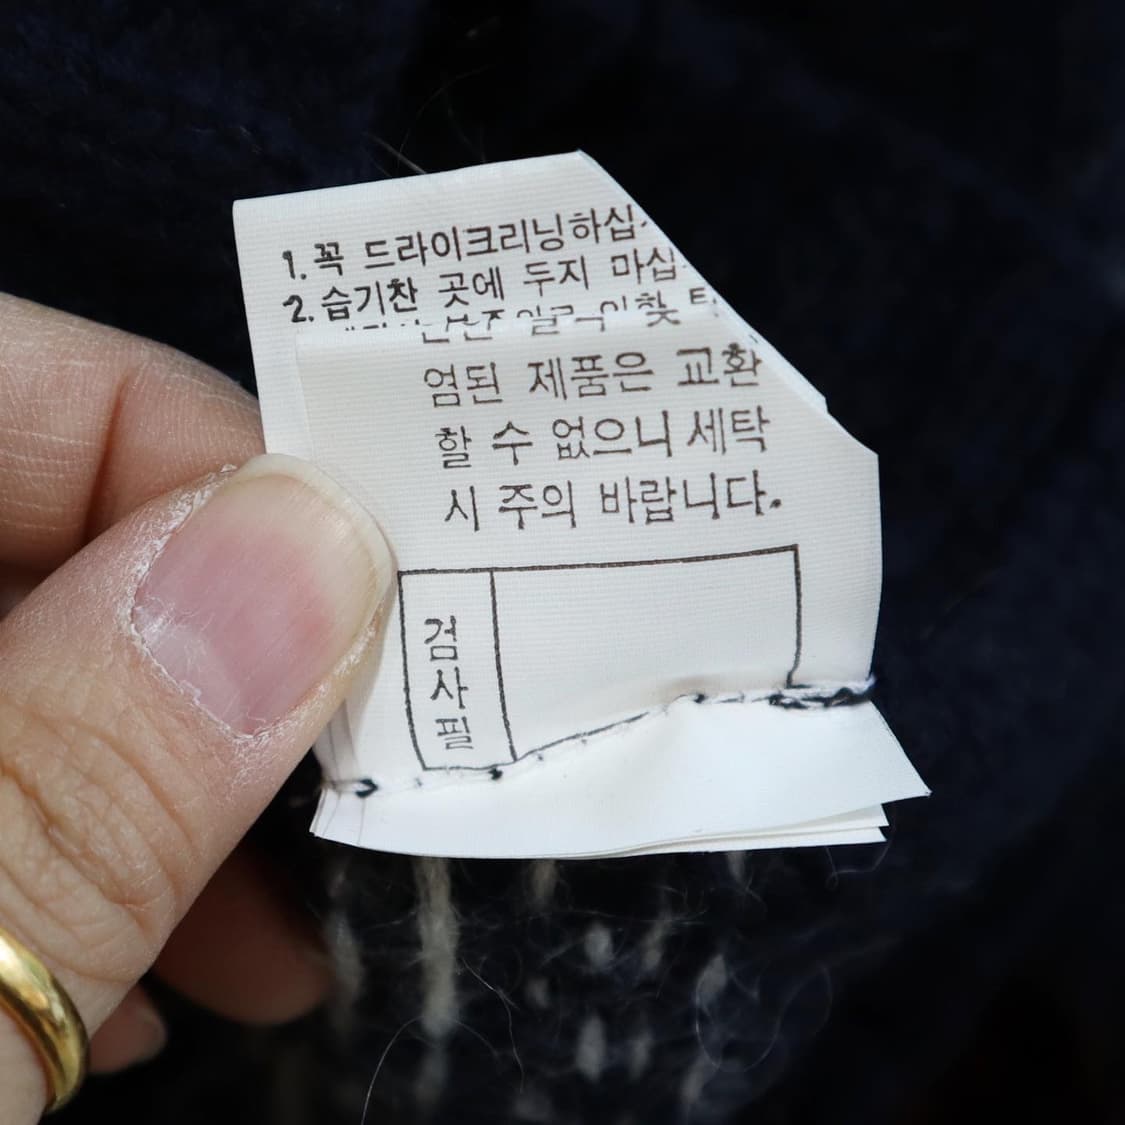 1. 꼭 드라이크리닝하십
2. 습기찬 곳에 두지 마십
염된 제품은 교환
할 수 없으니 세탁
시 주의 바랍니다.
검
사
필